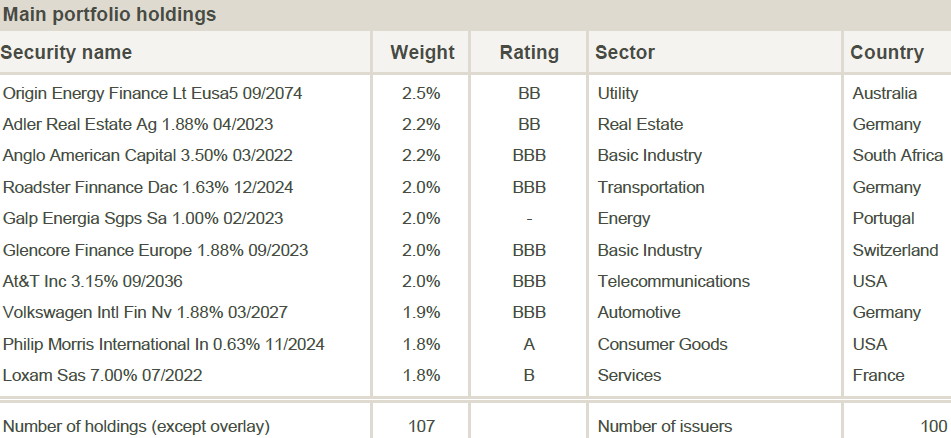 Main portfolio holdings
Security name Weight Rating Sector Country
Origin Energy Finance Lt Eusa5 09/2074 2.5% BB Utility Australia
Adler Real Estate Ag 1.88% 04/2023 2.2% BB Real Estate Germany
Anglo American Capital 3.50% 03/2022 2.2% BBB Basic Industry South Africa
Roadster Finnance Dac 1.63% 12/2024 2.0% BBB Transportation Germany
Galp Energia Sgps Sa 1.00% 02/2023 2.0% - Energy Portugal
Glencore Finance Europe 1.88% 09/2023 2.0% BBB Basic Industry Switzerland
At&T Inc 3.15% 09/2036 2.0% BBB Telecommunications USA
Volkswagen Intl Fin Nv 1.88% 03/2027 1.9% BBB Automotive Germany
Philip Morris International In 0.63% 11/2024 1.8% A Consumer Goods USA
Loxam Sas 7.00% 07/2022 1.8% B Services France
Number of holdings (except overlay) 107 Number of issuers 100